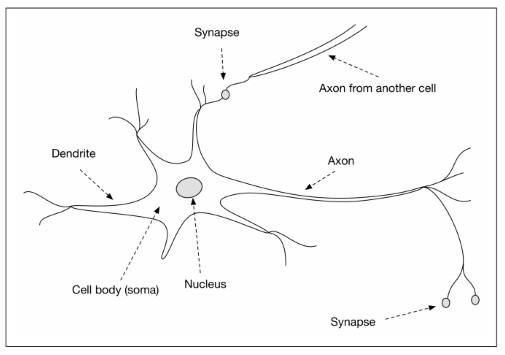 Synapse
Axon from another cell
Dendrite
Axon
Cell body (soma)
Nucleus
Synapse